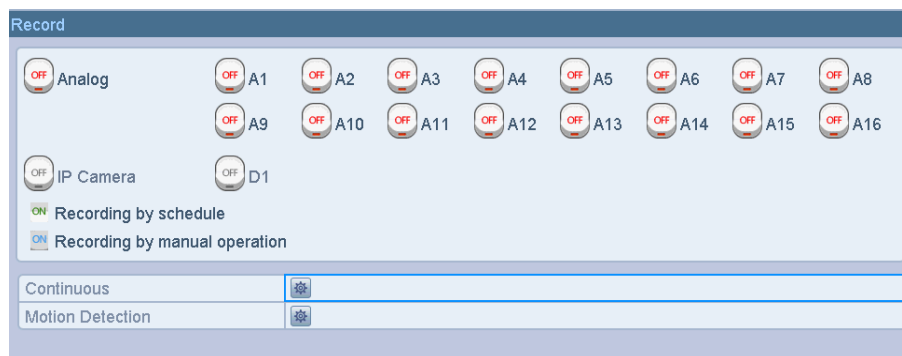 Record
OFF Analog OFF A1 OFF A2 OFF A3 OFF A4 OFF A5 OFF A6 OFF A7 OFF A8
OFF A9 OFF A10 OFF A11 OFF A12 OFF A13 OFF A14 OFF A15 OFF A16
OFF IP Camera OFF D1
ON Recording by schedule
ON Recording by manual operation
Continuous
Motion Detection